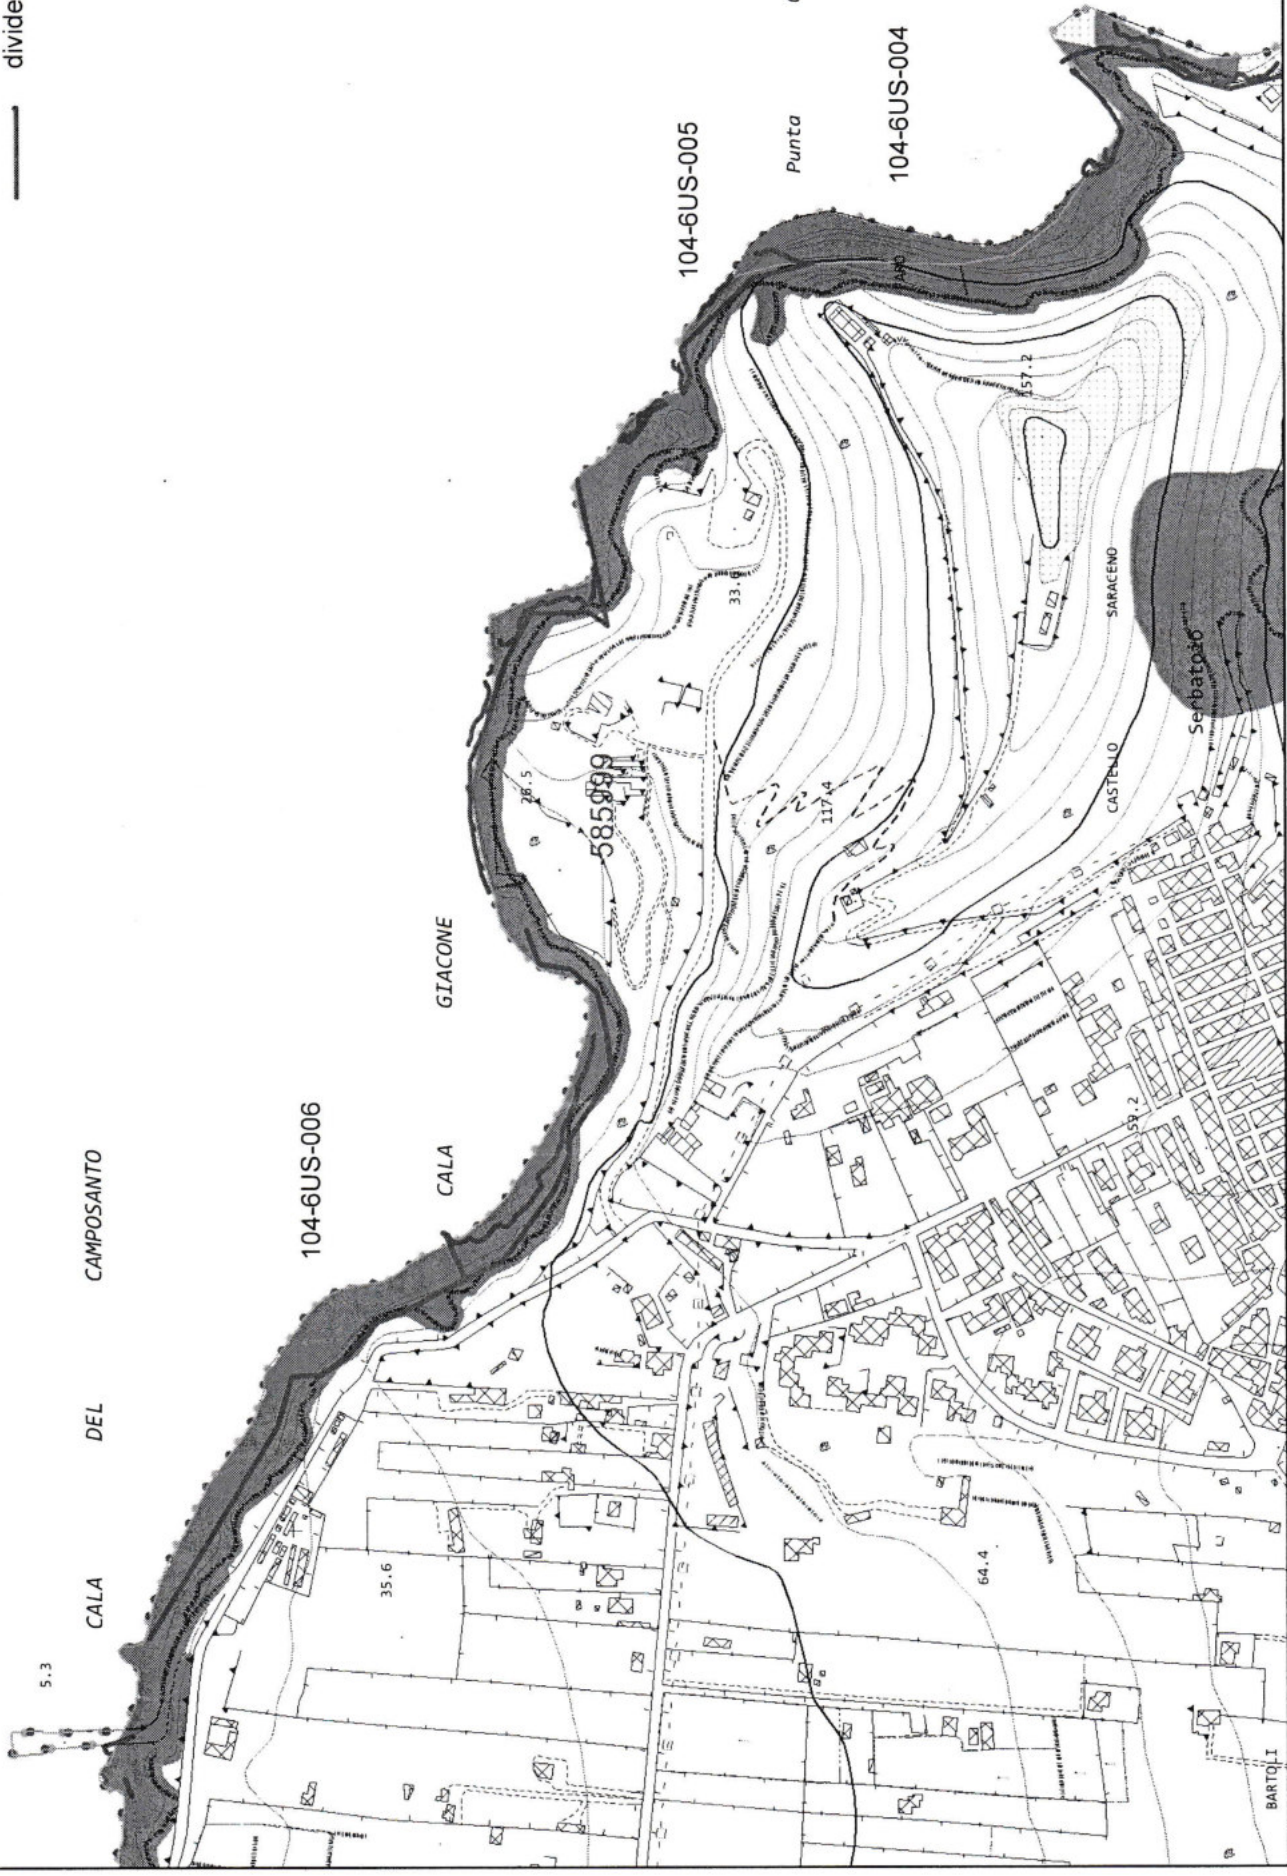 divide
104-6US-004
Punta
104-6US-005
ARO
157.2
33.
SARACENO
Serbatoio
CASTELLO
26.5
585999
117.4
GIACONE
CALA
104-6US-006
59.2
CAMPOSANTO
DEL
CALA
35.6
64.4
5.3
BARTOLI